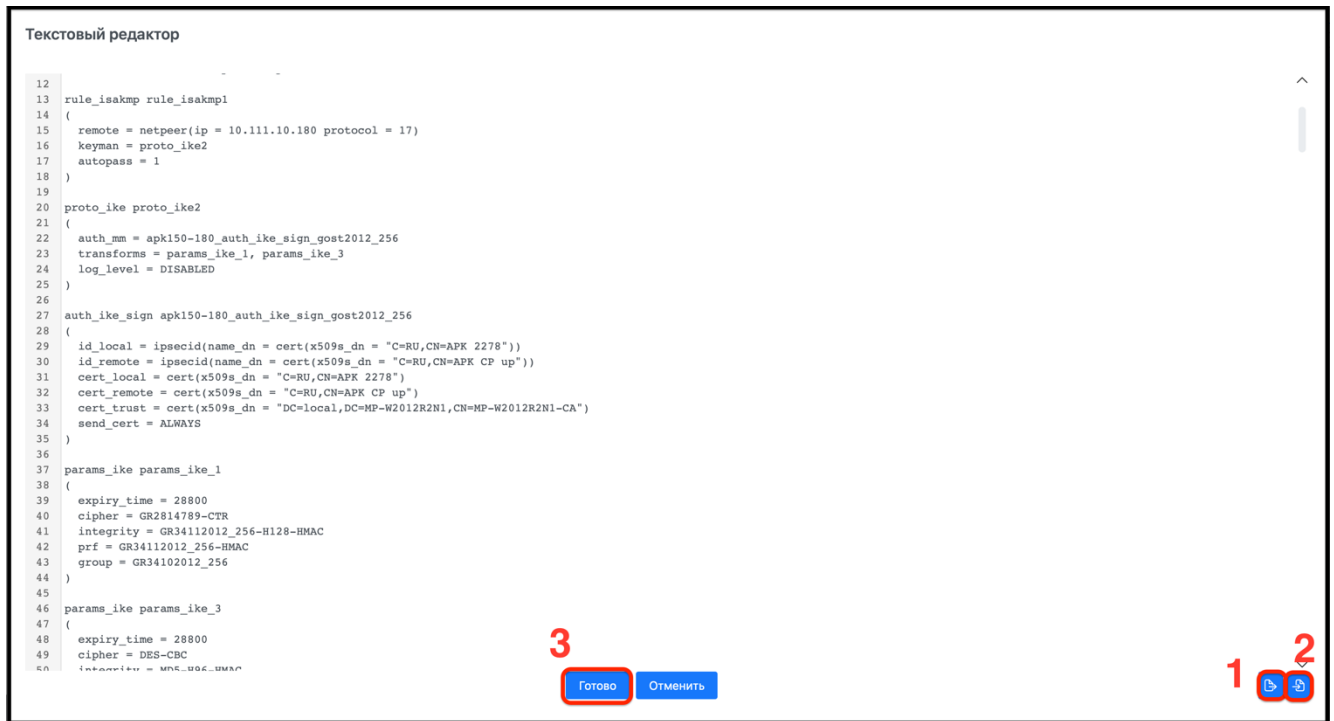 Текстовый редактор
12
13 rule_isakmp rule_isakmp1
14 (
15   remote = netpeer(ip = 10.111.10.180 protocol = 17)
16   keyman = proto_ike2
17   autopass = 1
18 )
19
20 proto_ike proto_ike2
21 (
22   auth_mm = apk150-180_auth_ike_sign_gost2012_256
23   transforms = params_ike_1, params_ike_3
24   log_level = DISABLED
25 )
26
27 auth_ike_sign apk150-180_auth_ike_sign_gost2012_256
28 (
29   id_local = ipsecid(name_dn = cert(x509s_dn = "C=RU,CN=APK 2278"))
30   id_remote = ipsecid(name_dn = cert(x509s_dn = "C=RU,CN=APK CP up"))
31   cert_local = cert(x509s_dn = "C=RU,CN=APK 2278")
32   cert_remote = cert(x509s_dn = "C=RU,CN=APK CP up")
33   cert_trust = cert(x509s_dn = "DC=local,DC=MP-W2012R2N1,CN=MP-W2012R2N1-CA")
34   send_cert = ALWAYS
35 )
36
37 params_ike params_ike_1
38 (
39   expiry_time = 28800
40   cipher = GR2814789-CTR
41   integrity = GR34112012_256-H128-HMAC
42   prf = GR34112012_256-HMAC
43   group = GR34102012_256
44 )
45
46 params_ike params_ike_3
47 (
48   expiry_time = 28800
49   cipher = DES-CBC
50   integrity = MD5-H96-HMAC
3
2
1
Готово Отменить